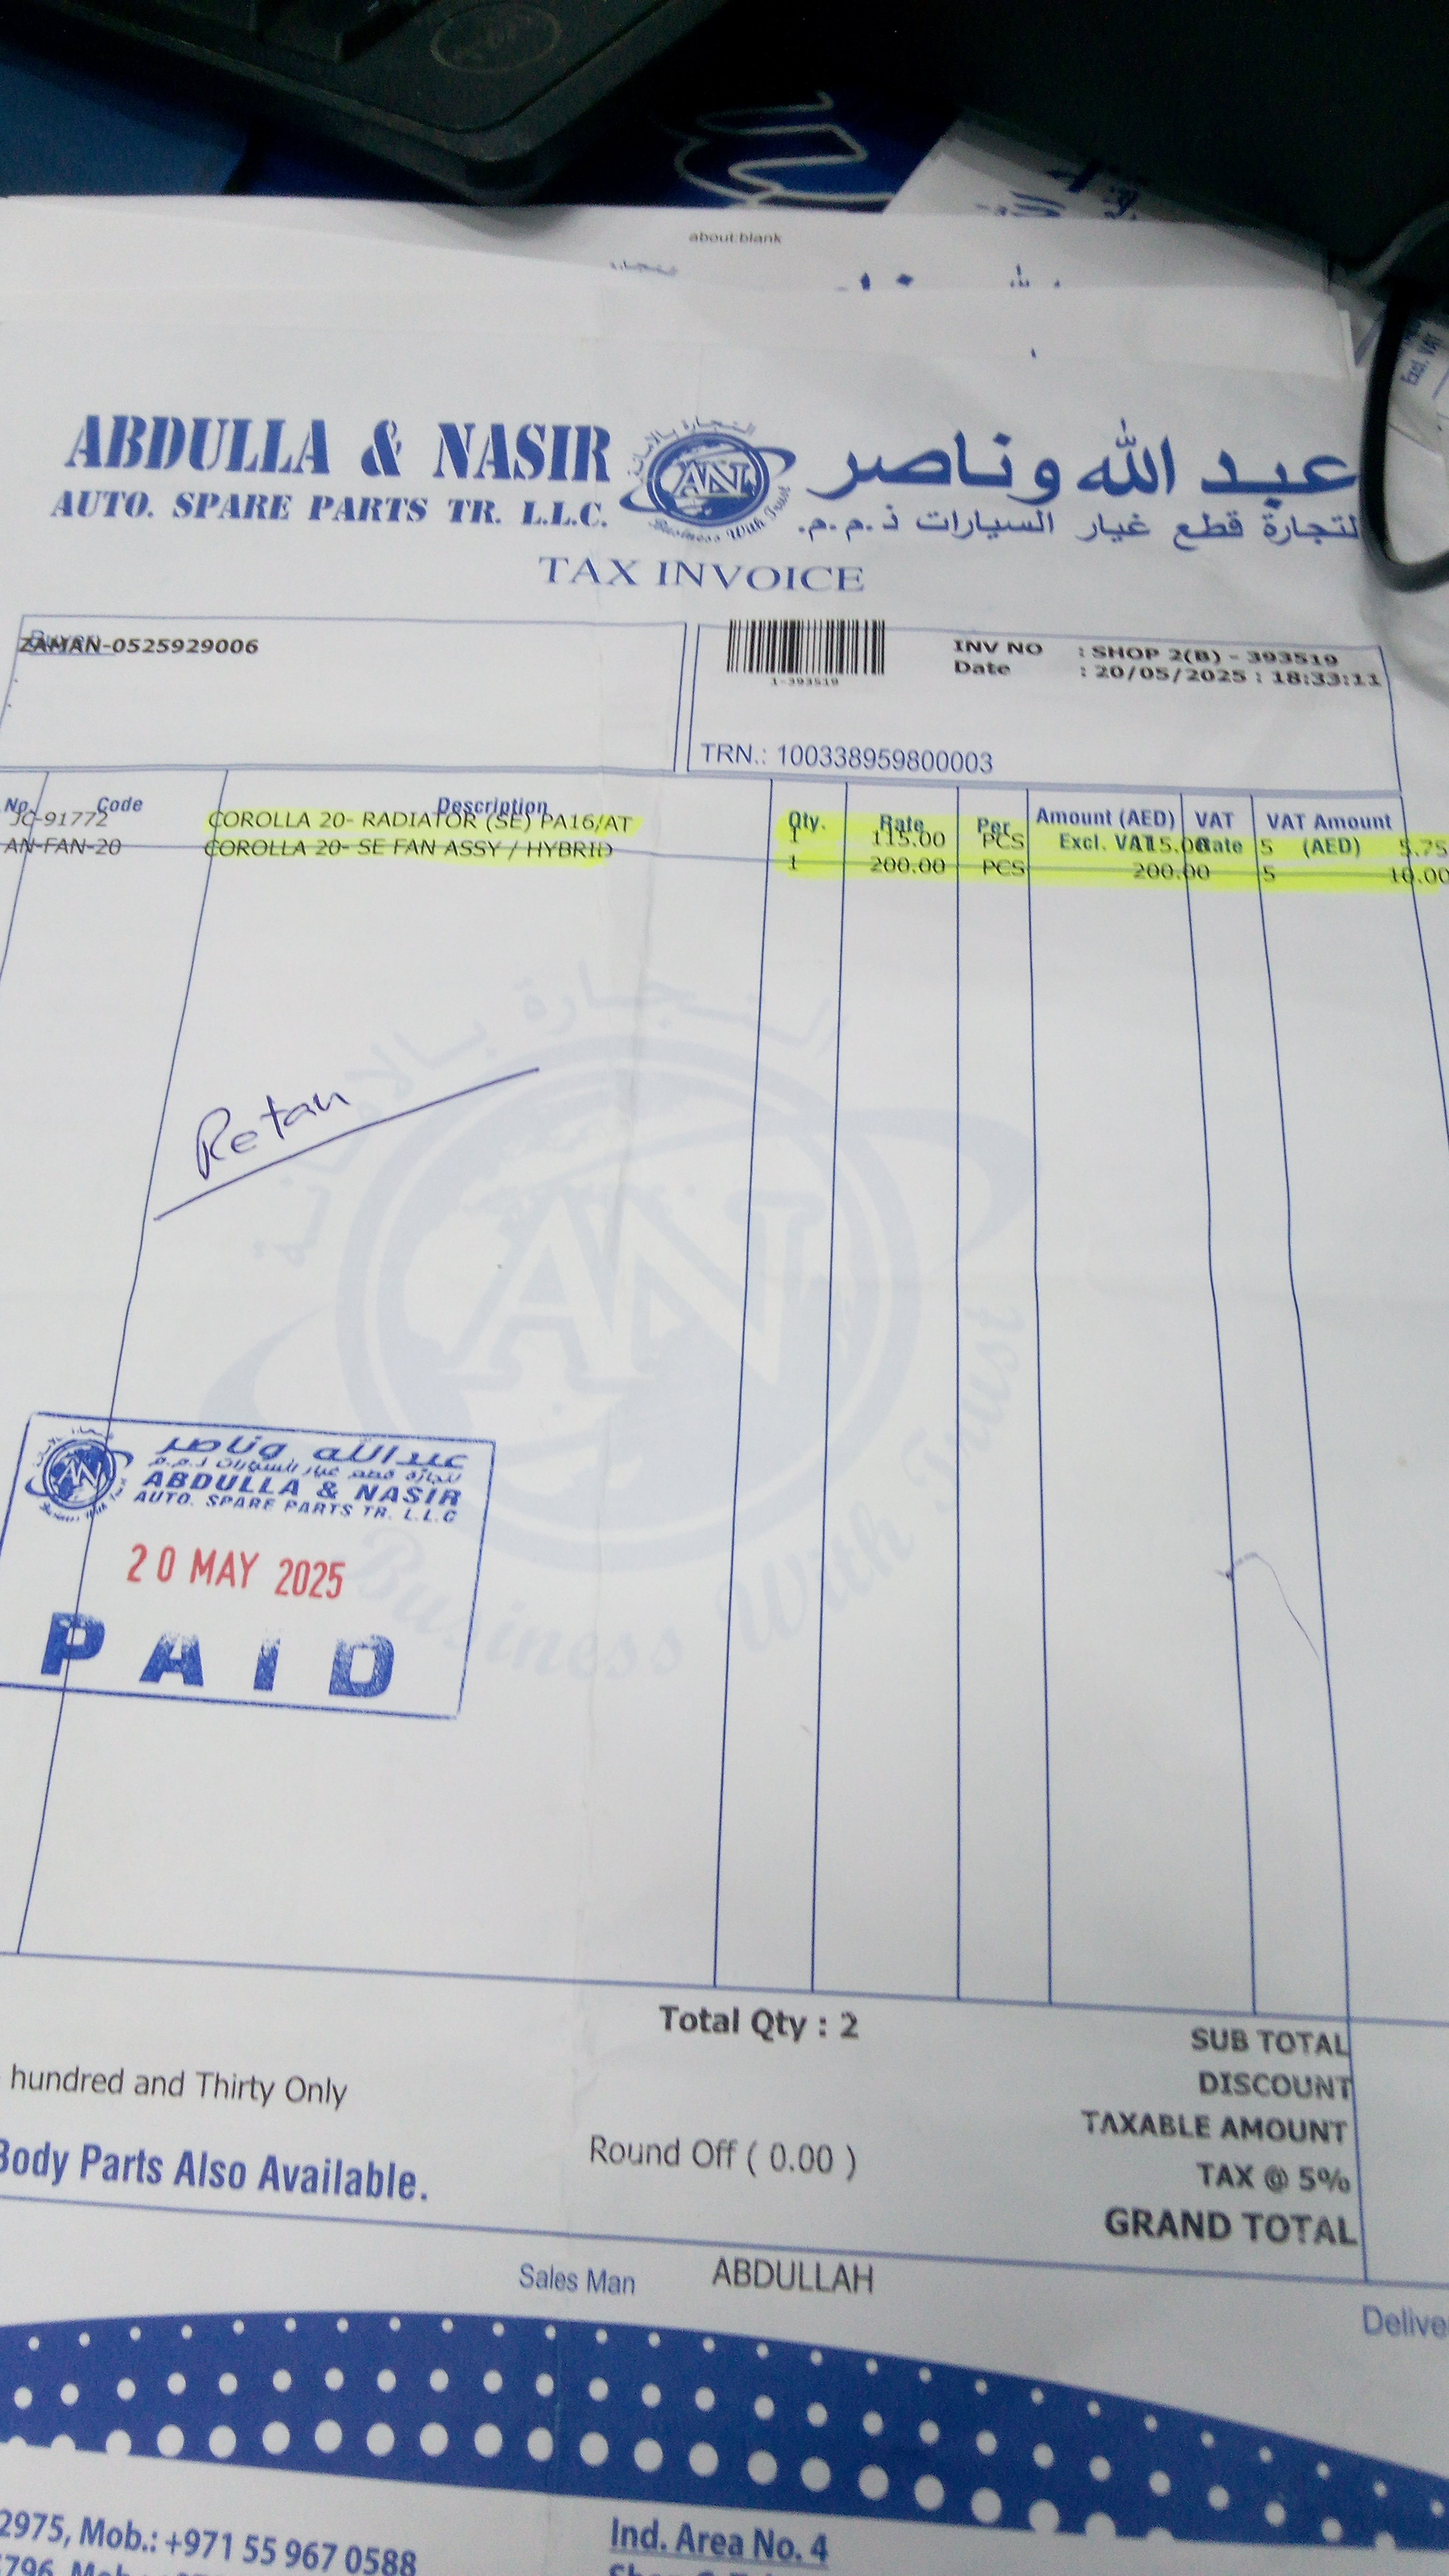 about:blank
ABDULLA & NASIR
AUTO. SPARE PARTS TR. L.L.C.
عبد الله وناصر
لتجارة قطع غيار السيارات ذ.م.م.
AN
Business With Trust
TAX INVOICE
ZAMAN-0525929006
1-393519
INV NO : SHOP 2(B) - 393519
Date : 20/05/2025 : 18:33:11
TRN.: 100338959800003
No. Code Description Qty. Rate Per Amount (AED) Excl. VAT VAT Rate VAT Amount (AED)
JC-91772 COROLLA 20- RADIATOR (SE) PA16/AT 1 115.00 PCS 115.00 5 5.75
AN-FAN-20 COROLLA 20- SE FAN ASSY / HYBRID 1 200.00 PCS 200.00 5 10.00
Retan
التجارة بالامانة
AN
Business With Trust
عبدالله وناصر
لتجارة قطع غيار السيارات ذ.م.م
ABDULLA & NASIR
AUTO. SPARE PARTS TR. L.L.C
20 MAY 2025
PAID
Total Qty : 2
SUB TOTAL
DISCOUNT
hundred and Thirty Only
TAXABLE AMOUNT
Round Off ( 0.00 )
TAX @ 5%
Body Parts Also Available.
GRAND TOTAL
Sales Man ABDULLAH
Delive
2975, Mob.: +971 55 967 0588
Ind. Area No. 4